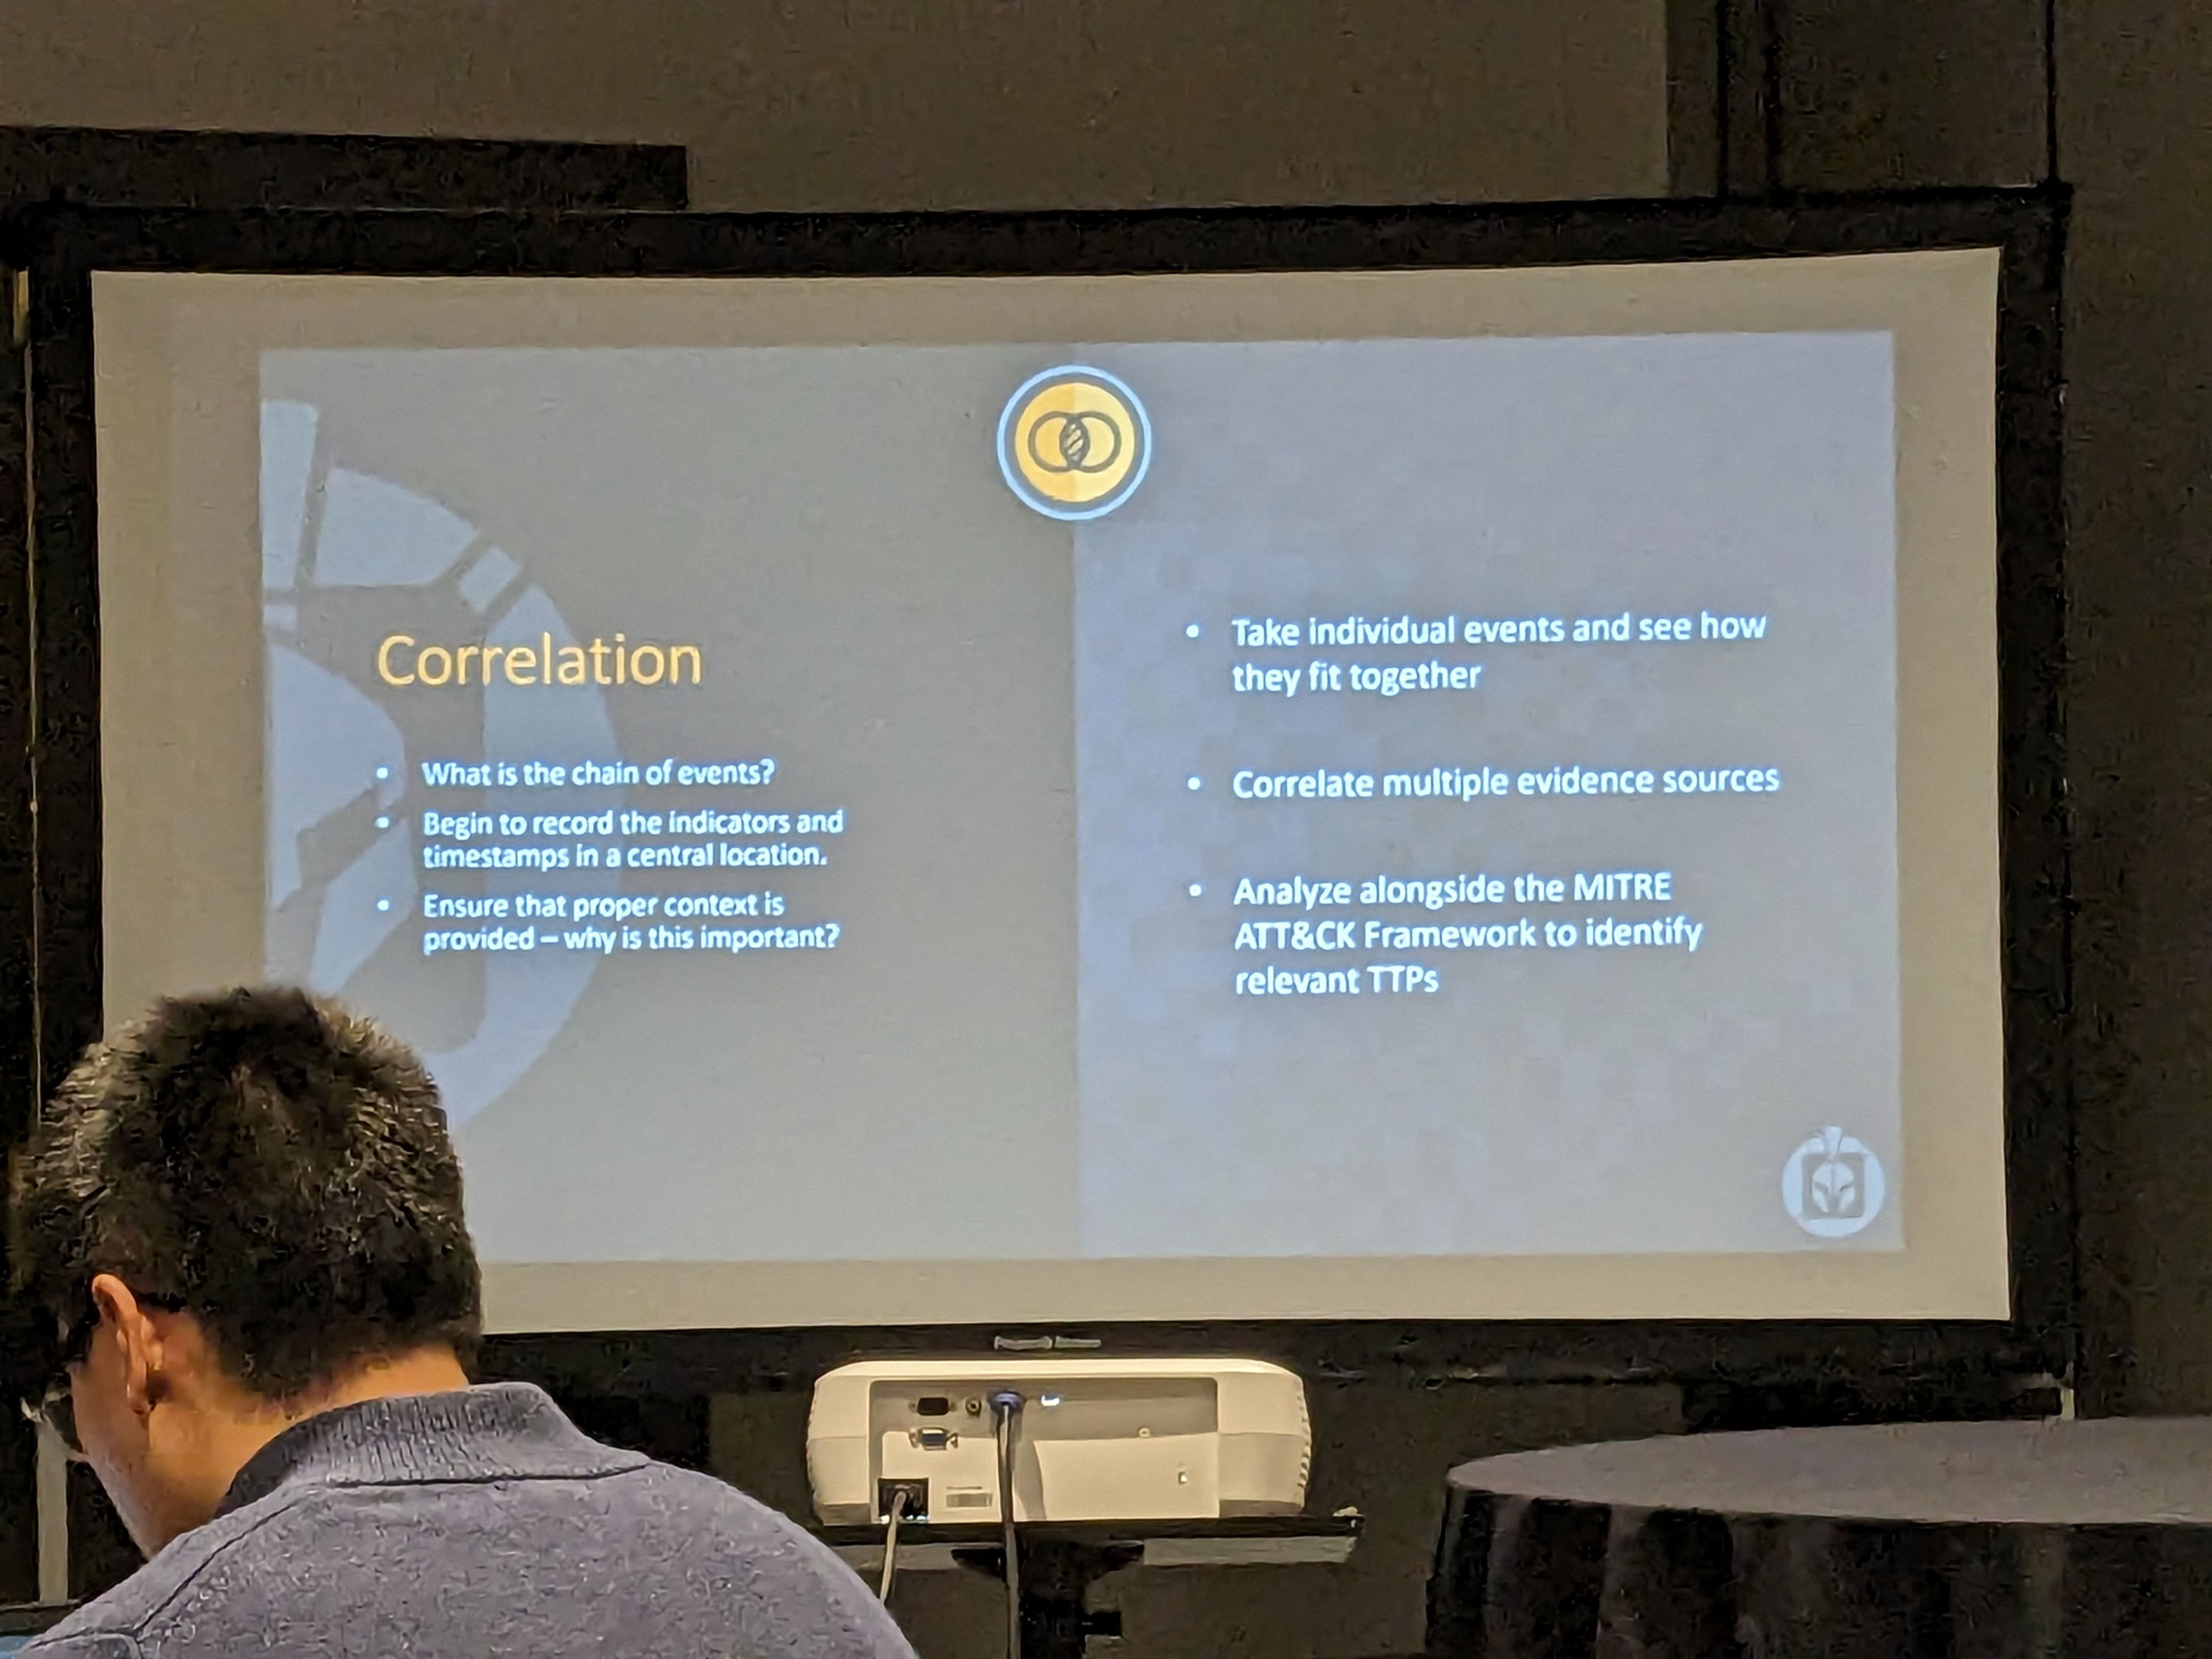 Correlation
• What is the chain of events?
• Begin to record the indicators and
timestamps in a central location.
• Ensure that proper context is
provided – why is this important?
• Take individual events and see how
they fit together
• Correlate multiple evidence sources
• Analyze alongside the MITRE
ATT&CK Framework to identify
relevant TTPs